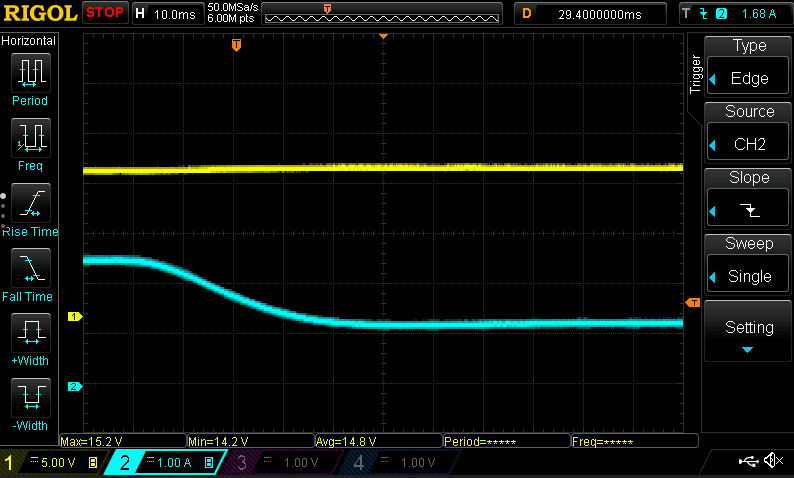 RIGOL STOP H 10.0ms 50.0MSa/s 6.00M pts T D 29.4000000ms T 2 1.68 A
Horizontal
Period
Freq
Rise Time
Fall Time
+Width
-Width
T
1
2
T
Trigger
Type
Edge
Source
CH2
Slope
Sweep
Single
Setting
Max=15.2 V Min=14.2 V Avg=14.8 V Period=***** Freq=*****
1 5.00 V B 2 1.00 A B 3 1.00 V 4 1.00 V